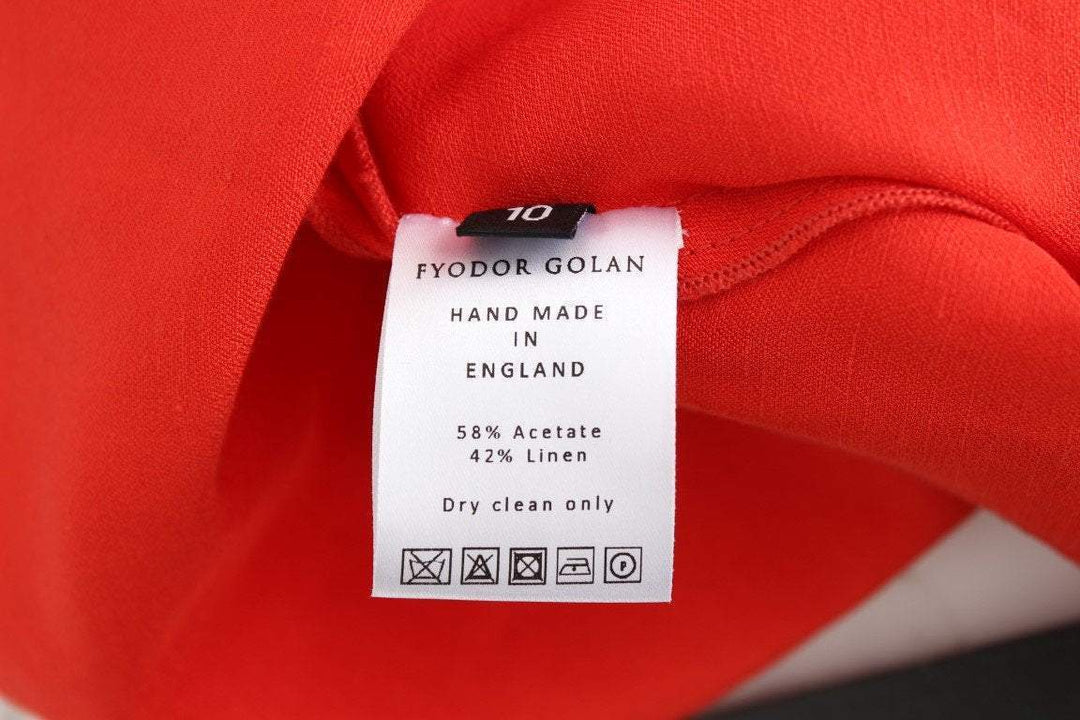 10
FYODOR GOLAN
HAND MADE
IN
ENGLAND
58% Acetate
42% Linen
Dry clean only
P